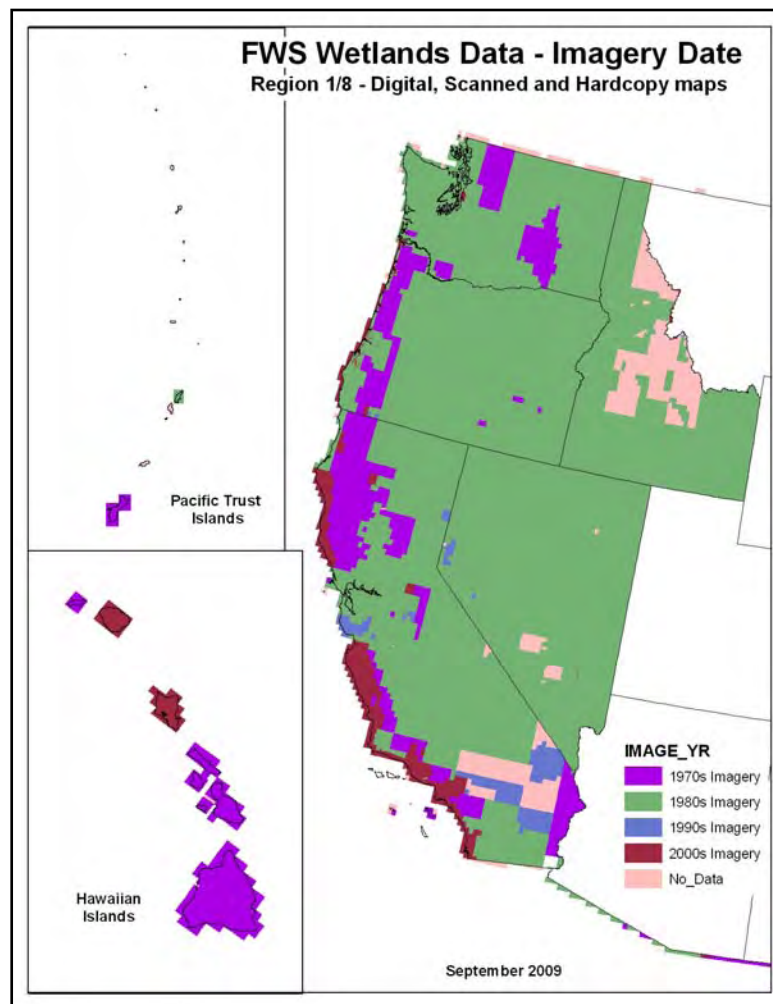 FWS Wetlands Data - Imagery Date
Region 1/8 - Digital, Scanned and Hardcopy maps
Pacific Trust
Islands
Hawaiian
Islands
IMAGE_YR
1970s Imagery
1980s Imagery
1990s Imagery
2000s Imagery
No_Data
September 2009